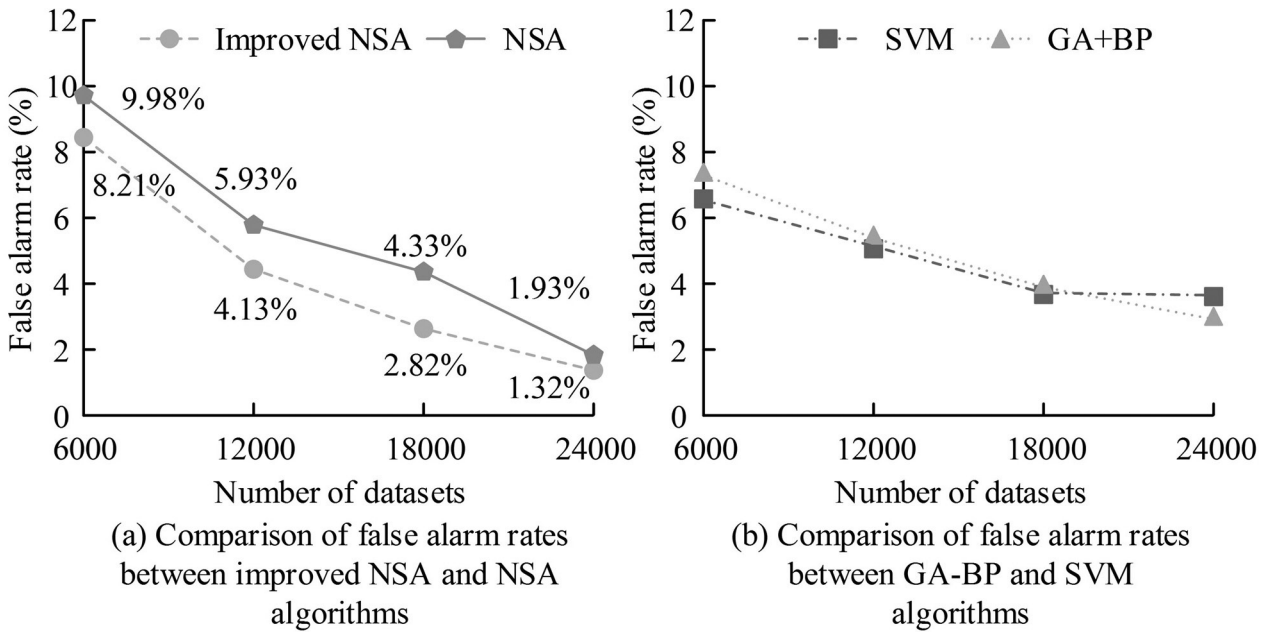 12
Improved NSA
NSA
10
9.98%
8
8.21%
5.93%
6
4.33%
4
4.13%
1.93%
2
2.82%
1.32%
0
6000
12000
18000
24000
False alarm rate (%)
Number of datasets
(a) Comparison of false alarm rates
between improved NSA and NSA
algorithms
12
SVM
GA+BP
10
8
6
4
2
0
6000
12000
18000
24000
False alarm rate (%)
Number of datasets
(b) Comparison of false alarm rates
between GA-BP and SVM
algorithms